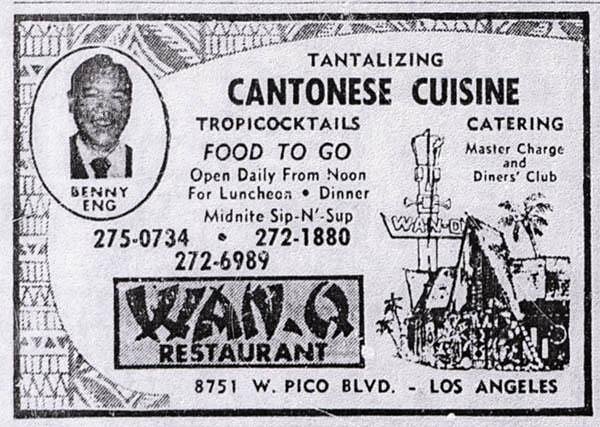 TANTALIZING
CANTONESE CUISINE
TROPICOCKTAILS
FOOD TO GO
Open Daily From Noon
For Luncheon • Dinner
Midnite Sip-N'-Sup
275-0734 • 272-1880
272-6989
CATERING
Master Charge
and
Diners' Club
BENNY
ENG
WAN-Q
RESTAURANT
WAN-Q
8751 W. PICO BLVD. - LOS ANGELES